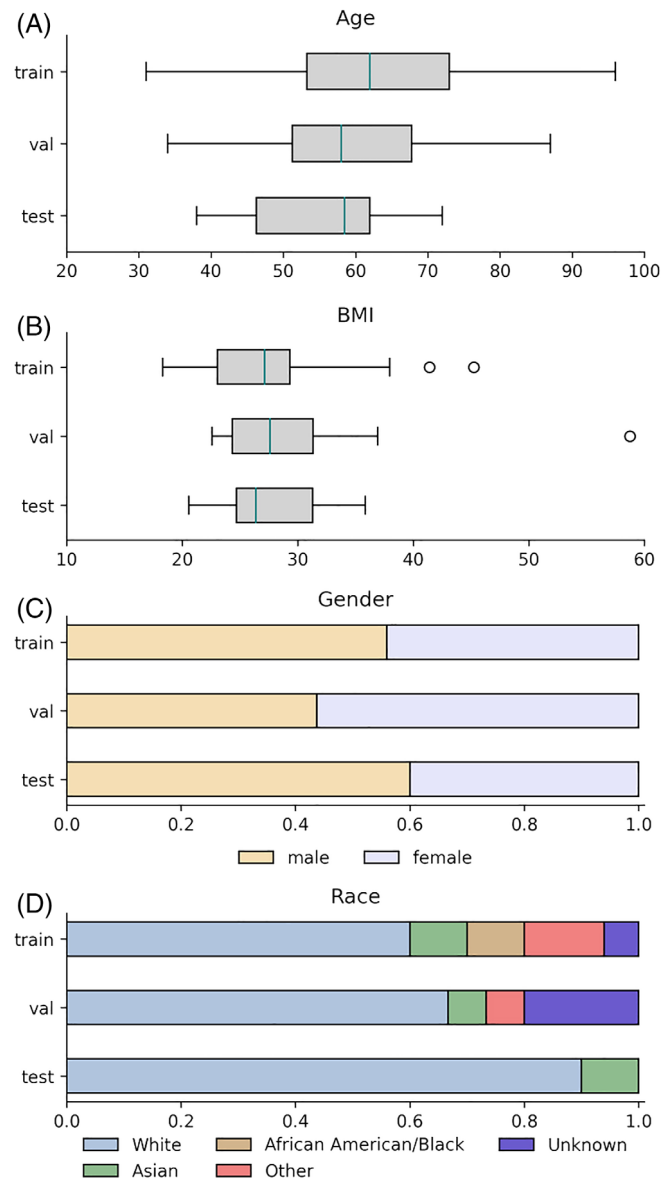 (A) Age
train
val
test
20 30 40 50 60 70 80 90 100
(B) BMI
train
val
test
10 20 30 40 50 60
(C) Gender
train
val
test
0.0 0.2 0.4 0.6 0.8 1.0
male female
(D) Race
train
val
test
0.0 0.2 0.4 0.6 0.8 1.0
White African American/Black Unknown
Asian Other